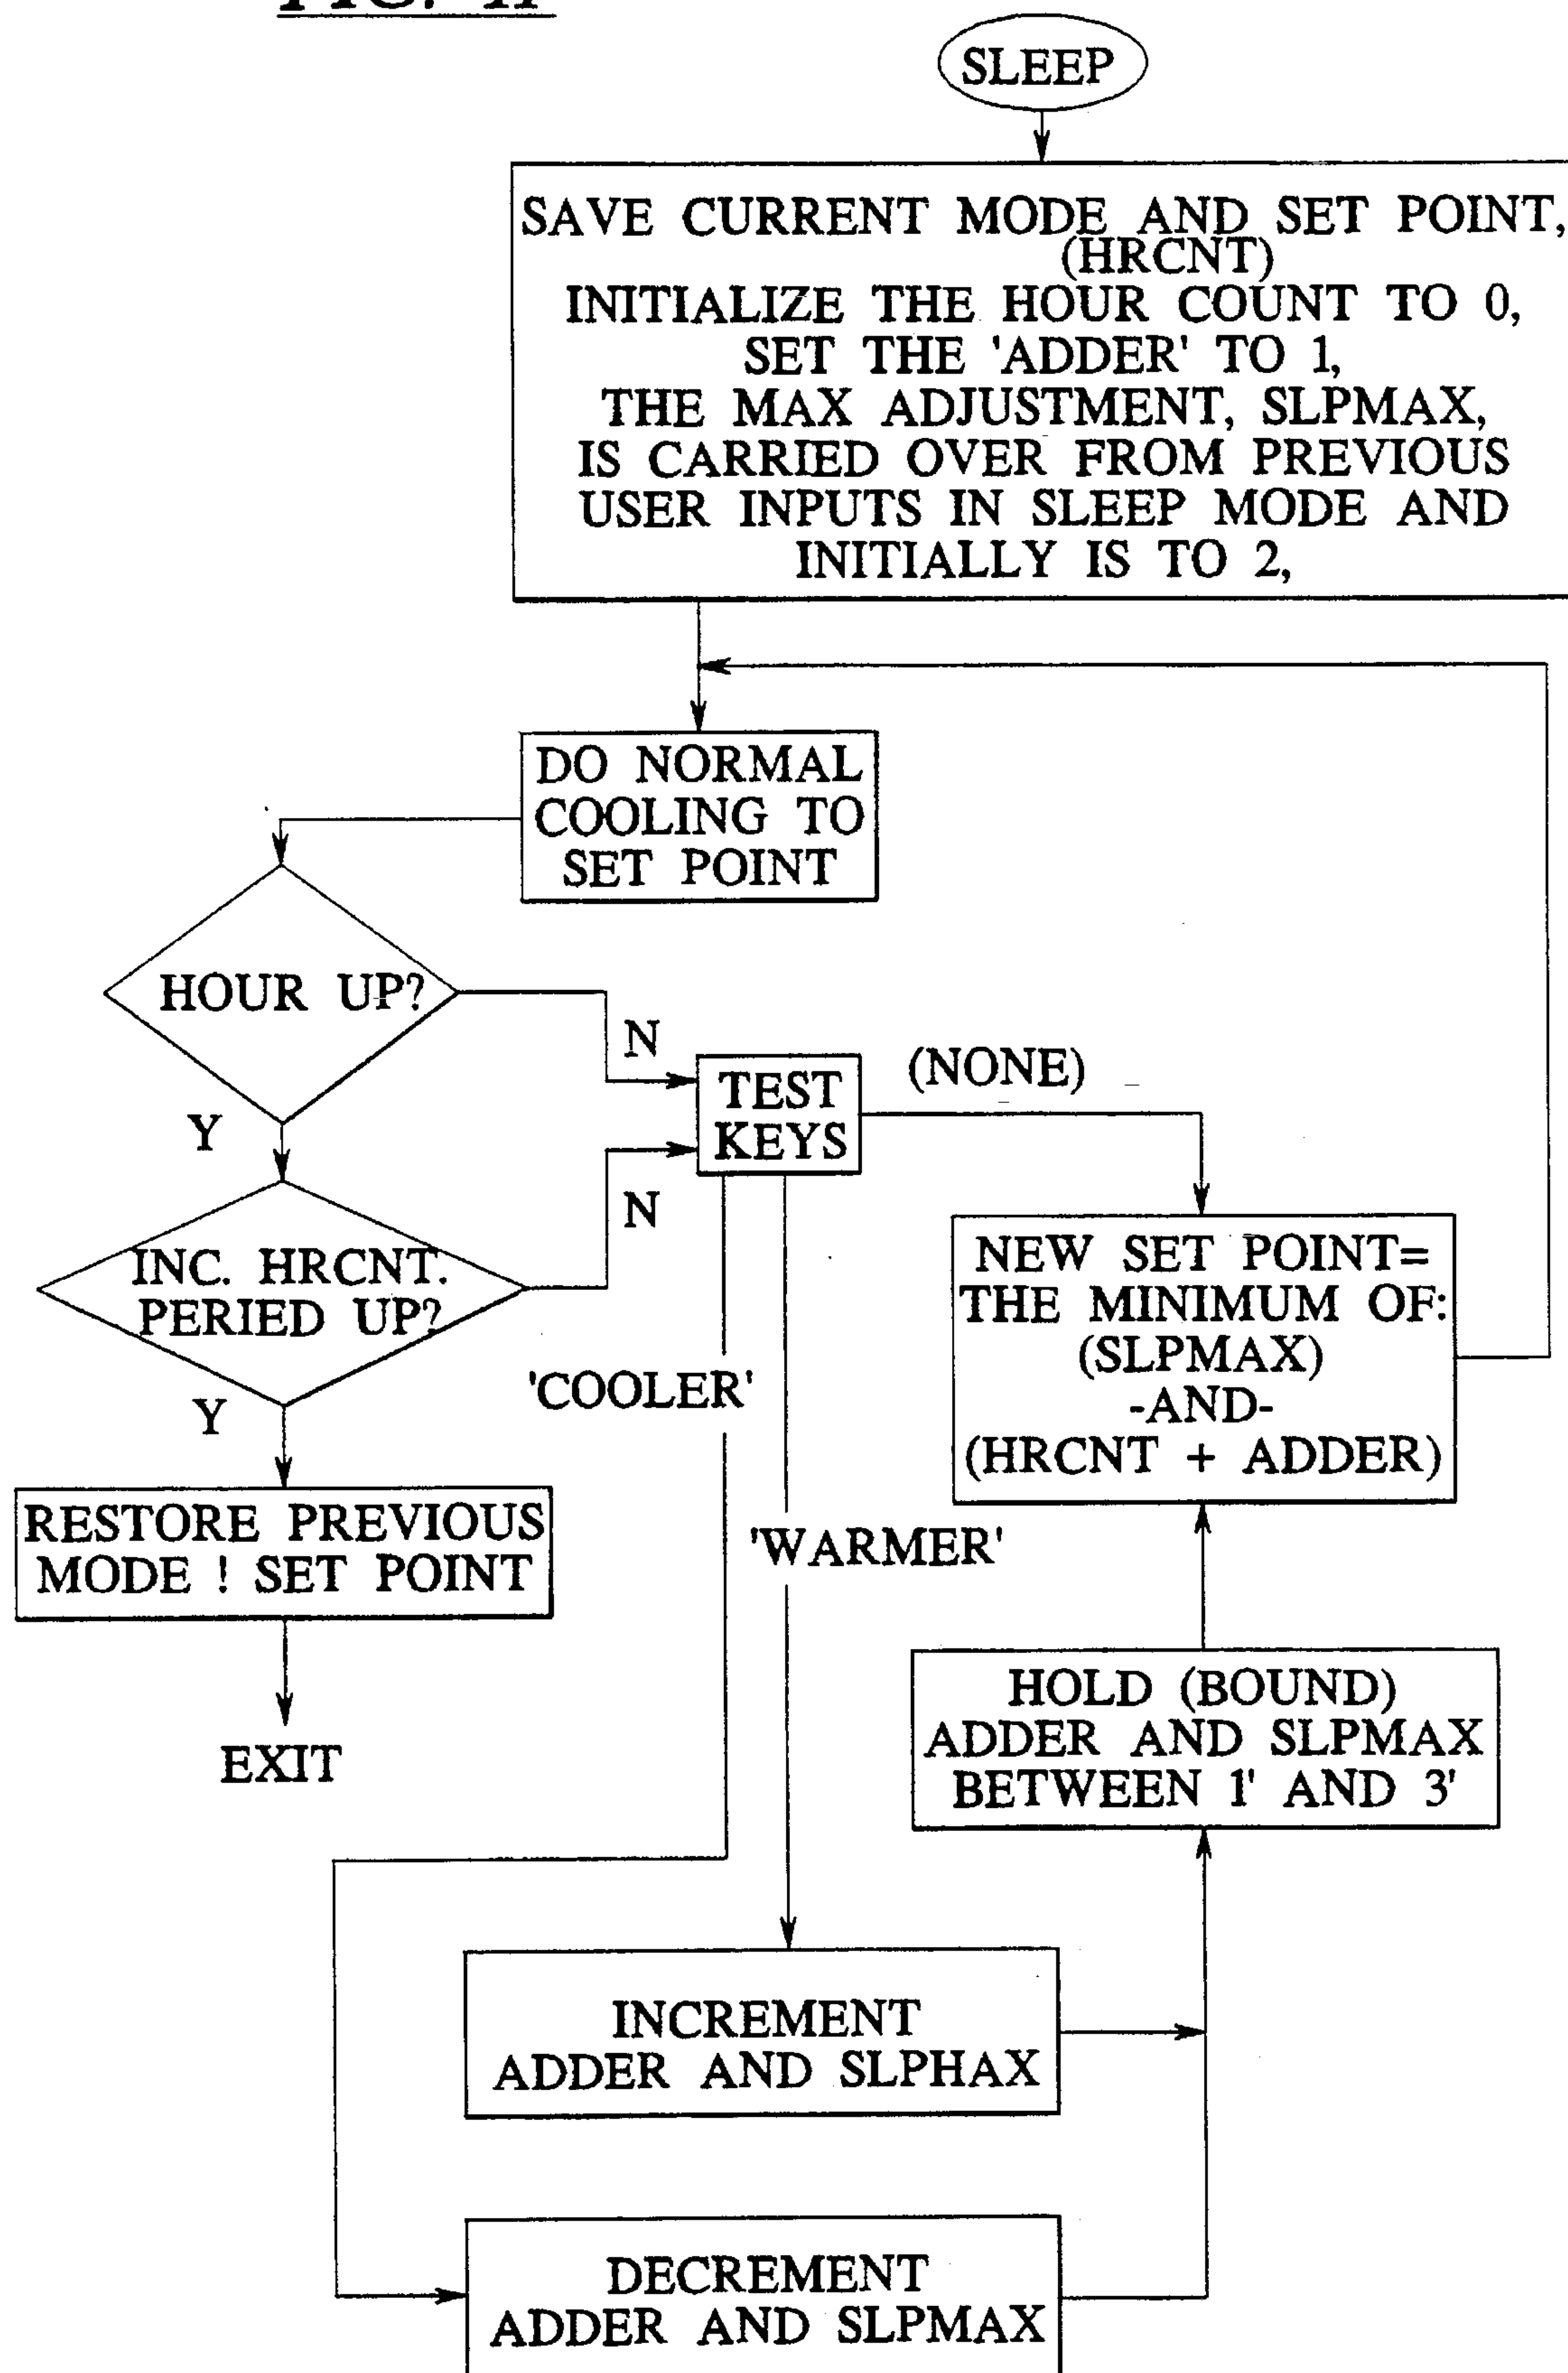 SLEEP
SAVE CURRENT MODE AND SET POINT,
(HRCNT)
INITIALIZE THE HOUR COUNT TO 0,
SET THE 'ADDER' TO 1,
THE MAX ADJUSTMENT, SLPMAX,
IS CARRIED OVER FROM PREVIOUS
USER INPUTS IN SLEEP MODE AND
INITIALLY IS TO 2,
DO NORMAL
COOLING TO
SET POINT
HOUR UP?
N
Y
TEST
KEYS
(NONE)
INC. HRCNT.
PERIED UP?
N
Y
'COOLER'
'WARMER'
NEW SET POINT=
THE MINIMUM OF:
(SLPMAX)
-AND-
(HRCNT + ADDER)
RESTORE PREVIOUS
MODE ! SET POINT
EXIT
HOLD (BOUND)
ADDER AND SLPMAX
BETWEEN 1' AND 3'
INCREMENT
ADDER AND SLPHAX
DECREMENT
ADDER AND SLPMAX